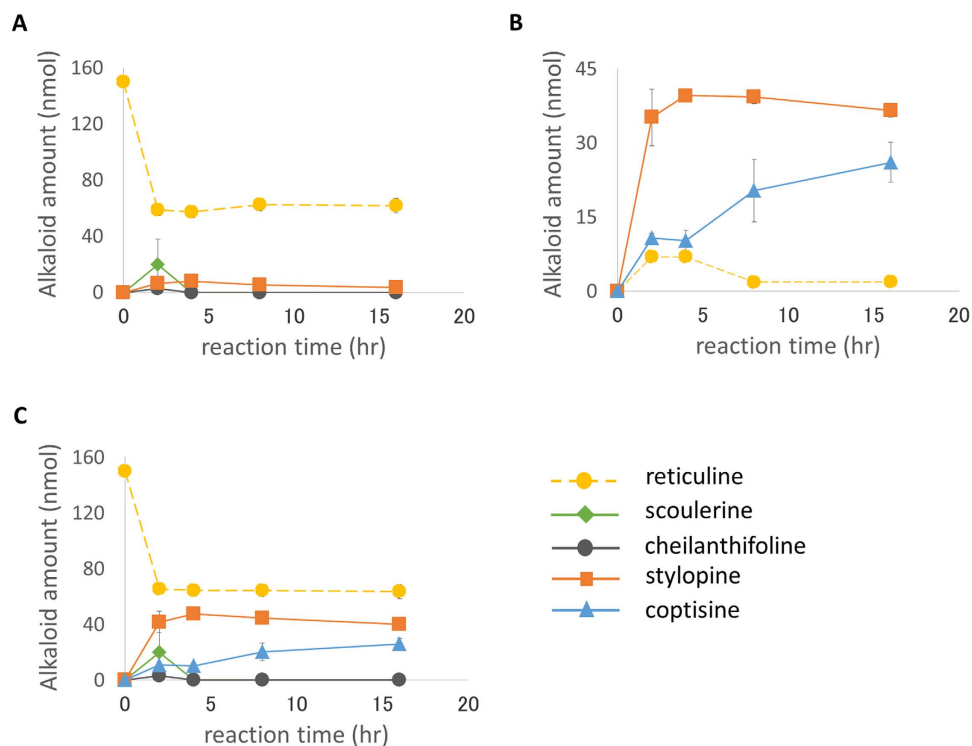 A
Alkaloid amount (nmol)
160
120
80
40
0
0 5 10 15 20
reaction time (hr)
B
Alkaloid amount (nmol)
45
30
15
0
0 5 10 15 20
reaction time (hr)
C
Alkaloid amount (nmol)
160
120
80
40
0
0 5 10 15 20
reaction time (hr)
reticuline
scoulerine
cheilanthifoline
stylopine
coptisine